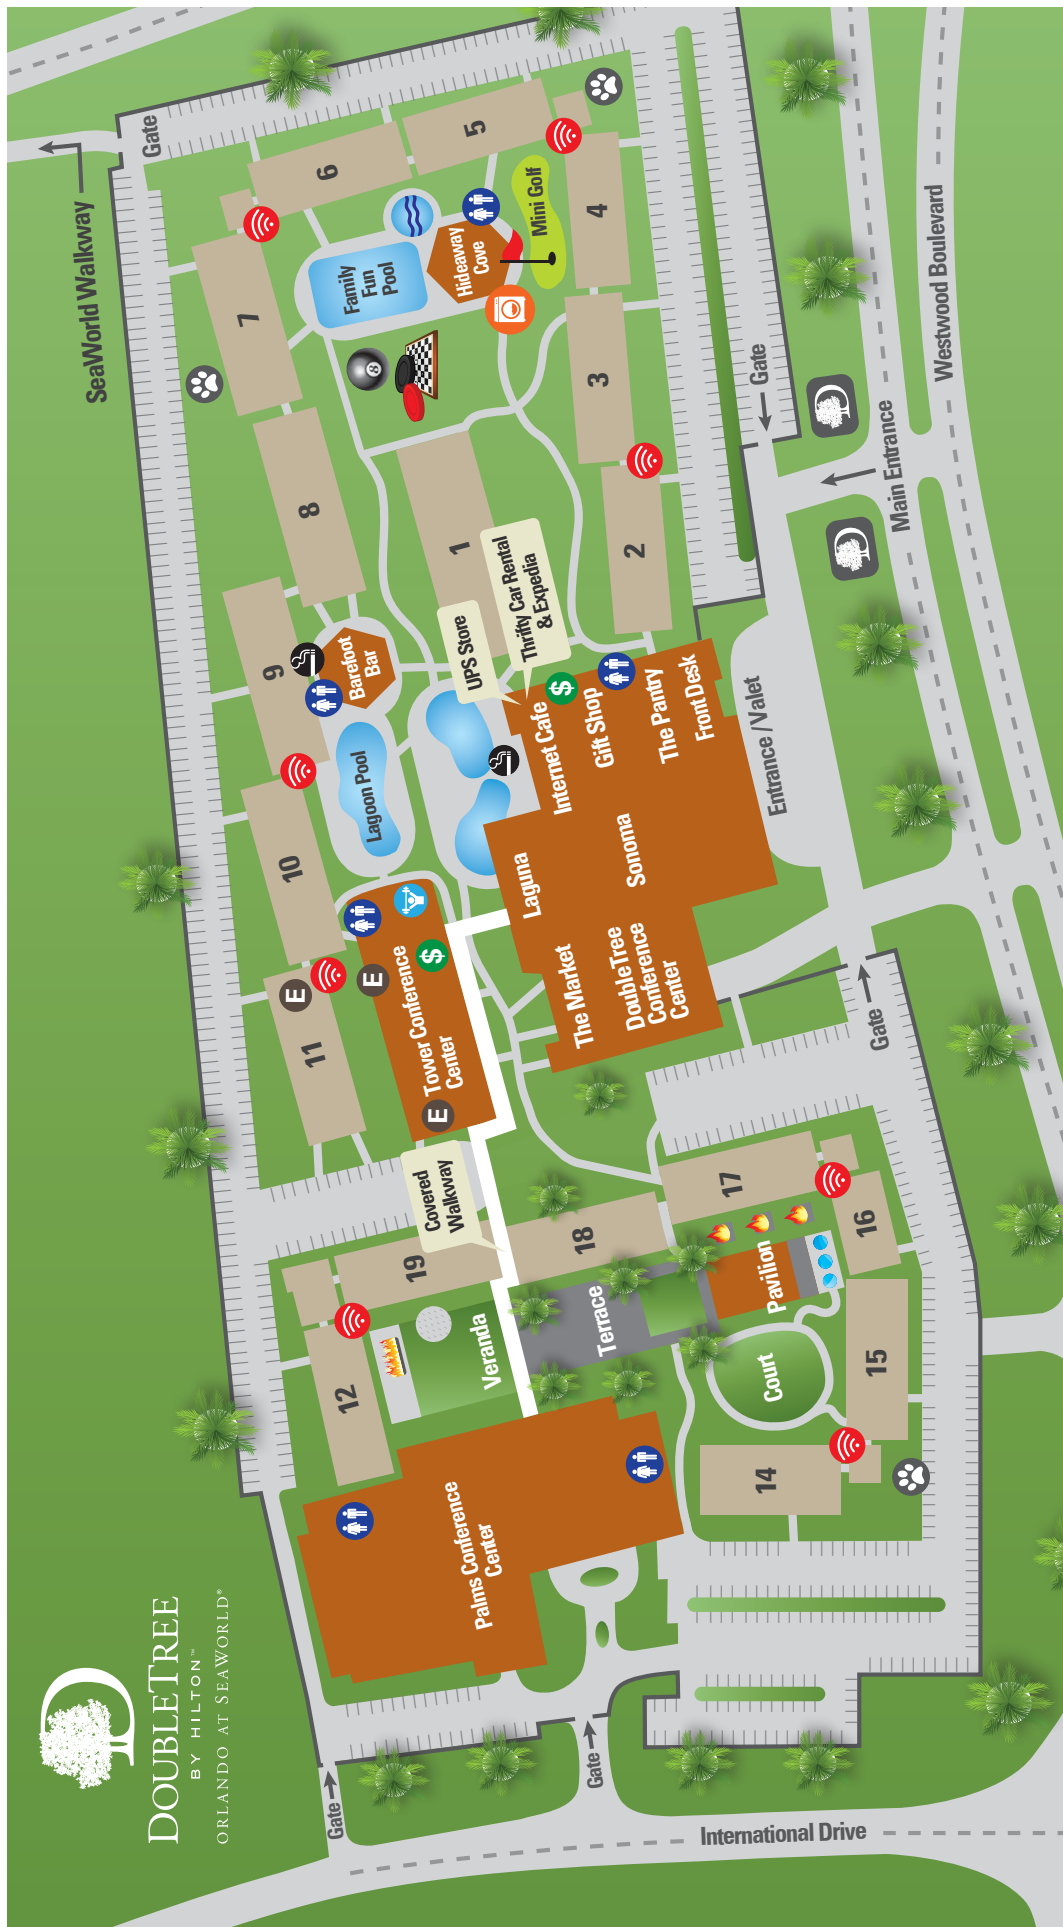 DOUBLETREE
BY HILTON™
ORLANDO AT SEAWORLD®
SeaWorld Walkway
Gate
5
6
7
8
9
10
11
12
19
4
3
2
1
Mini Golf
Hideaway
Cove
Family
Fun
Pool
8
Barefoot
Bar
Lagoon Pool
UPS Store
Thrifty Car Rental
& Expedia
Internet Cafe
$
Gift Shop
The Pantry
Front Desk
Laguna
Sonoma
The Market
DoubleTree
Conference
Center
Entrance / Valet
Tower Conference
Center
$
E
E
E
Covered
Walkway
18
17
16
15
14
Veranda
Terrace
Pavilion
Court
Palms Conference
Center
Gate
Gate
Gate
Gate
Main Entrance
Westwood Boulevard
International Drive